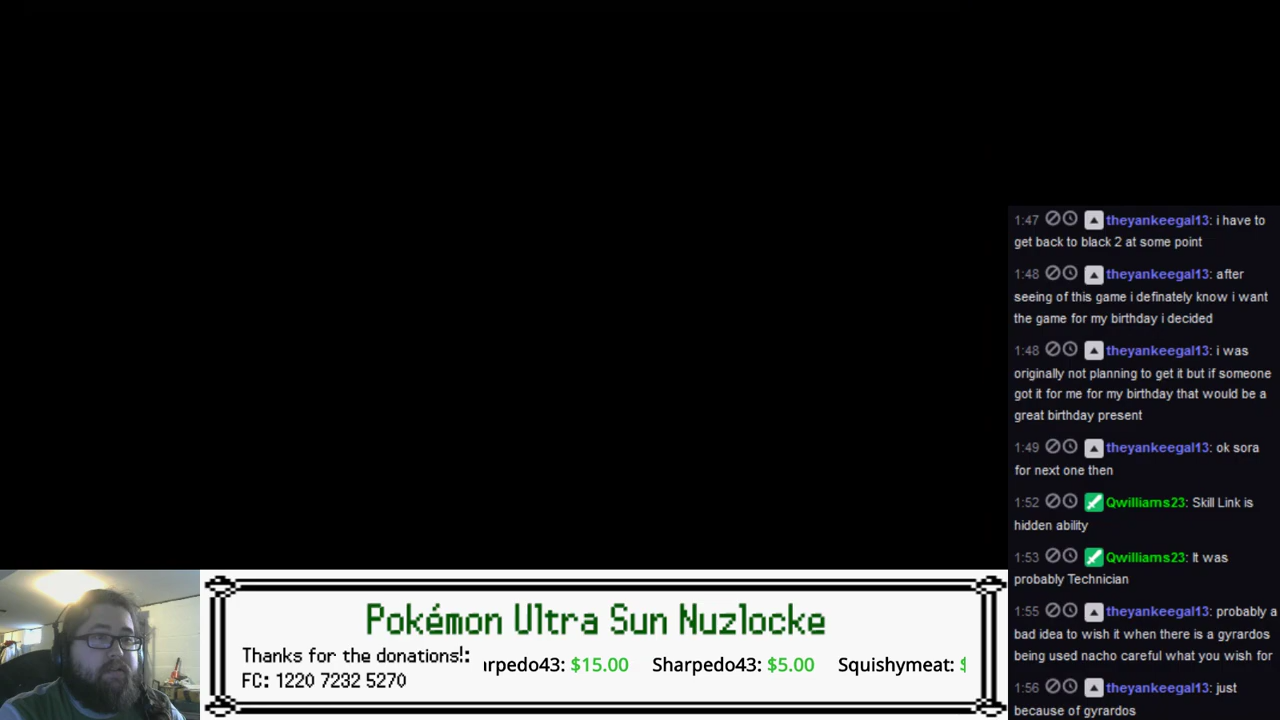 1:47 theyankeegal13: i have to
get back to black 2 at some point
1:48 theyankeegal13: after
seeing of this game i definately know i want
the game for my birthday i decided
1:48 theyankeegal13: i was
originally not planning to get it but if someone
got it for me for my birthday that would be a
great birthday present
1:49 theyankeegal13: ok sora
for next one then
1:52 Qwilliams23: Skill Link is
hidden ability
1:53 Qwilliams23: It was
probably Technician
1:55 theyankeegal13: probably a
bad idea to wish it when there is a gyrardos
being used nacho careful what you wish for
1:56 theyankeegal13: just
because of gyrardos
Pokémon Ultra Sun Nuzlocke
Thanks for the donations!:
rpedo43: $15.00 Sharpedo43: $5.00 Squishymeat: $
FC: 1220 7232 5270